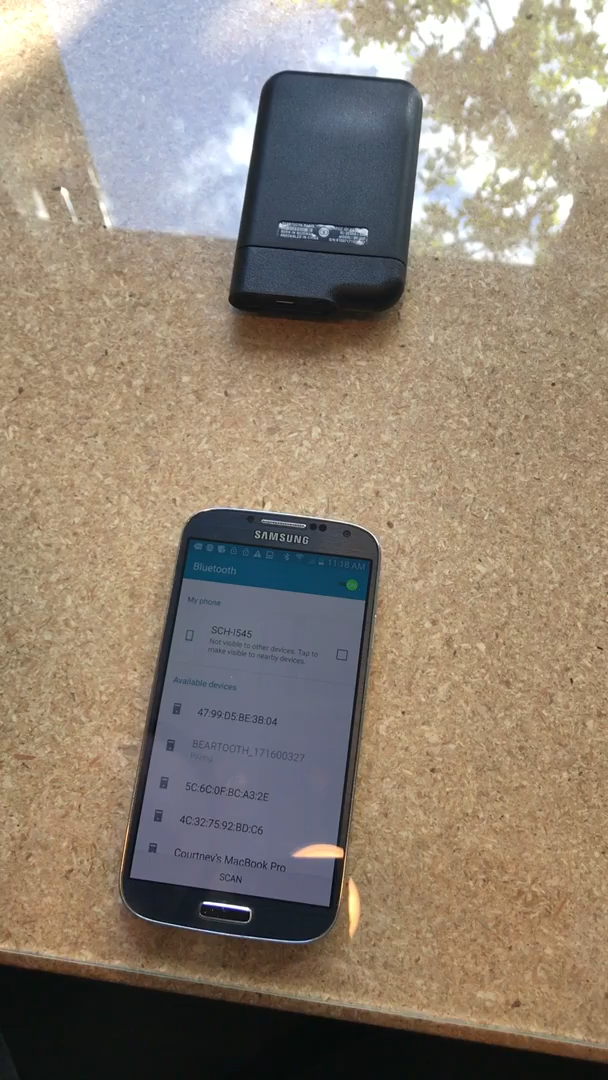 SAMSUNG
11:18 AM
Bluetooth
My phone
SCH-I545
Not visible to other devices. Tap to
make visible to nearby devices.
Available devices
47:99:D5:BE:3B:04
BEARTOOTH_171600327
Pairing
5C:6C:0F:BC:A3:2E
4C:32:75:92:BD:C6
Courtney's MacBook Pro
SCAN